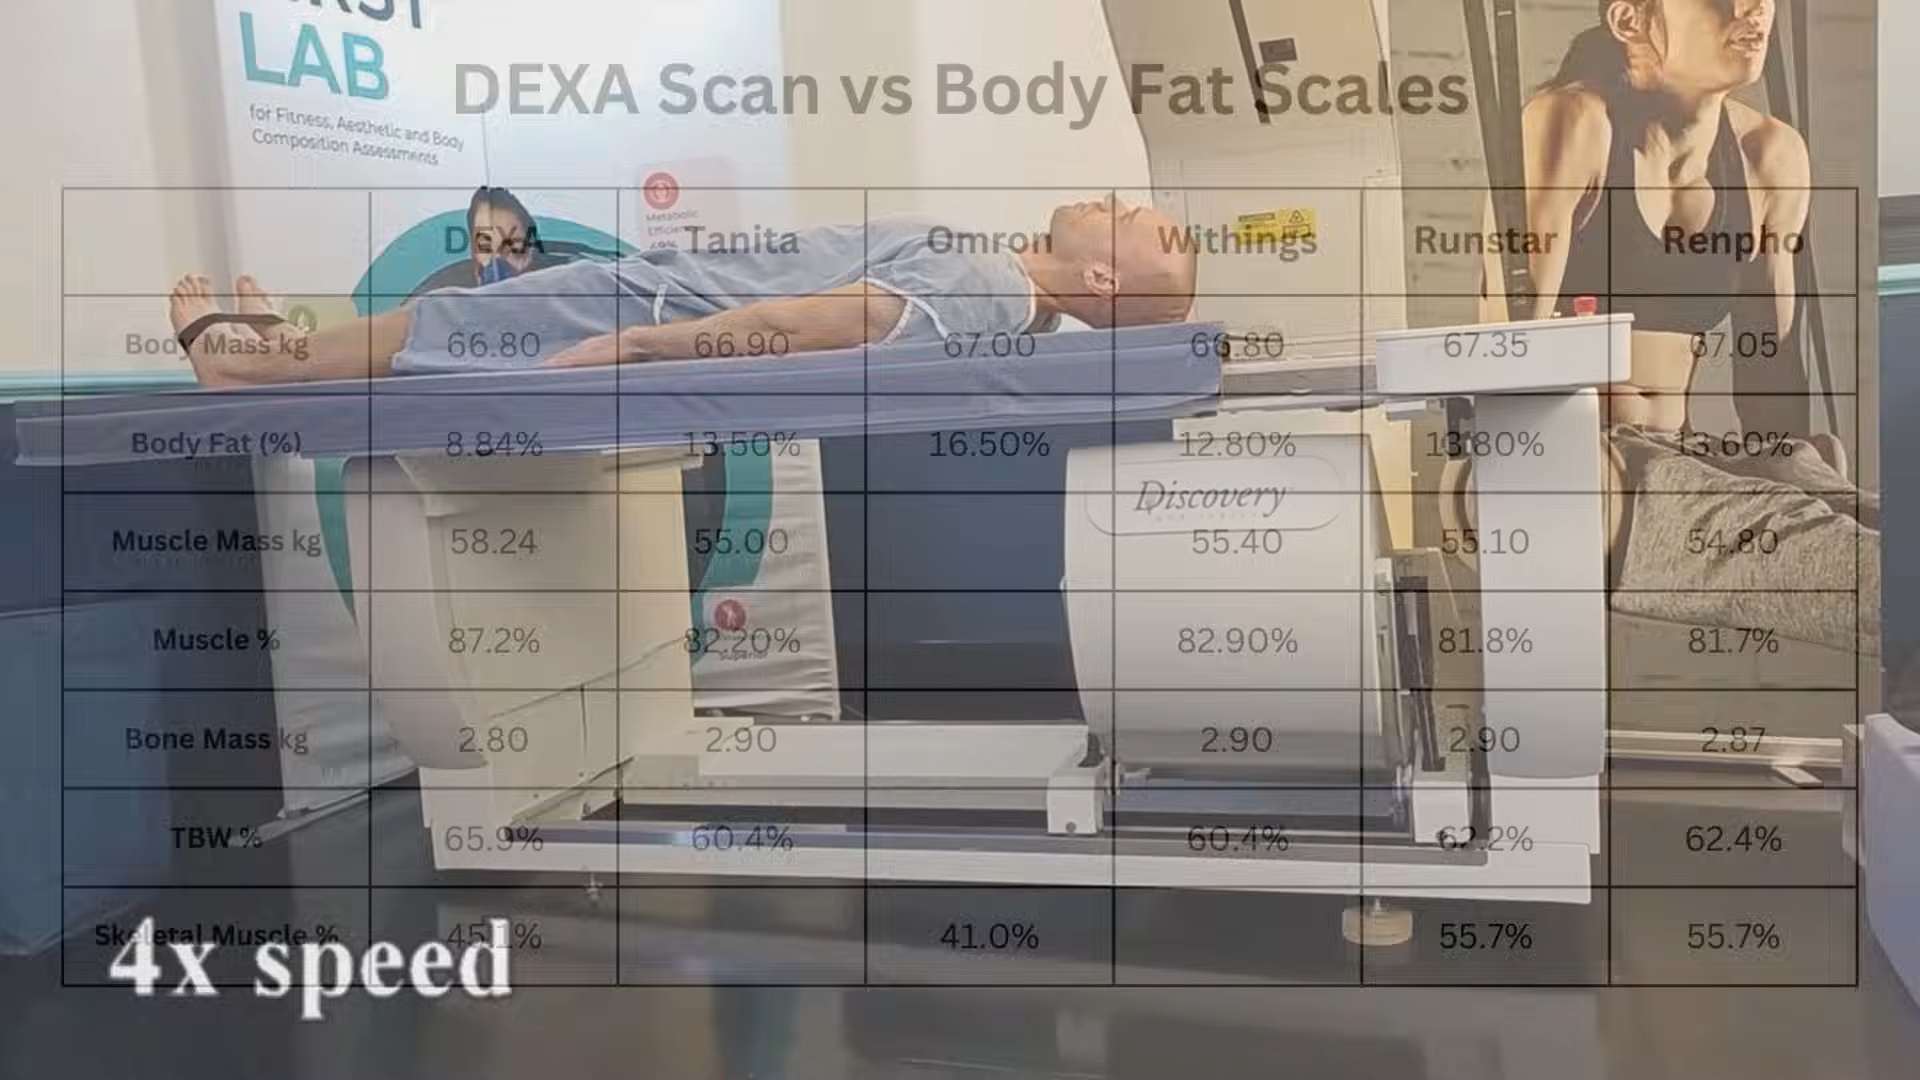 FIRST
LAB
for Fitness, Aesthetic and Body
Composition Assessments
DEXA Scan vs Body Fat Scales
Metabolic
DEXA Tanita Omron Withings Runstar Renpho
Body Mass kg 66.80 66.90 67.00 66.80 67.35 67.05
Body Fat (%) 8.84% 13.50% 16.50% 12.80% 13.80% 13.60%
Discovery
Muscle Mass kg 58.24 55.00 55.40 55.10 54.80
Muscle % 87.2% 82.20% 82.90% 81.8% 81.7%
Superior
Bone Mass kg 2.80 2.90 2.90 2.90 2.87
TBW % 65.9% 60.4% 60.4% 62.2% 62.4%
Skeletal Muscle % 45.1% 41.0% 55.7% 55.7%
4x speed